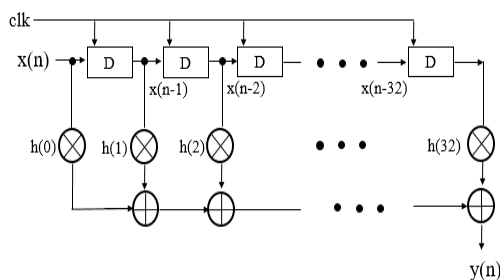 clk
x(n) D D D D
x(n-1) x(n-2) x(n-32)
h(0) h(1) h(2) h(32)
y(n)